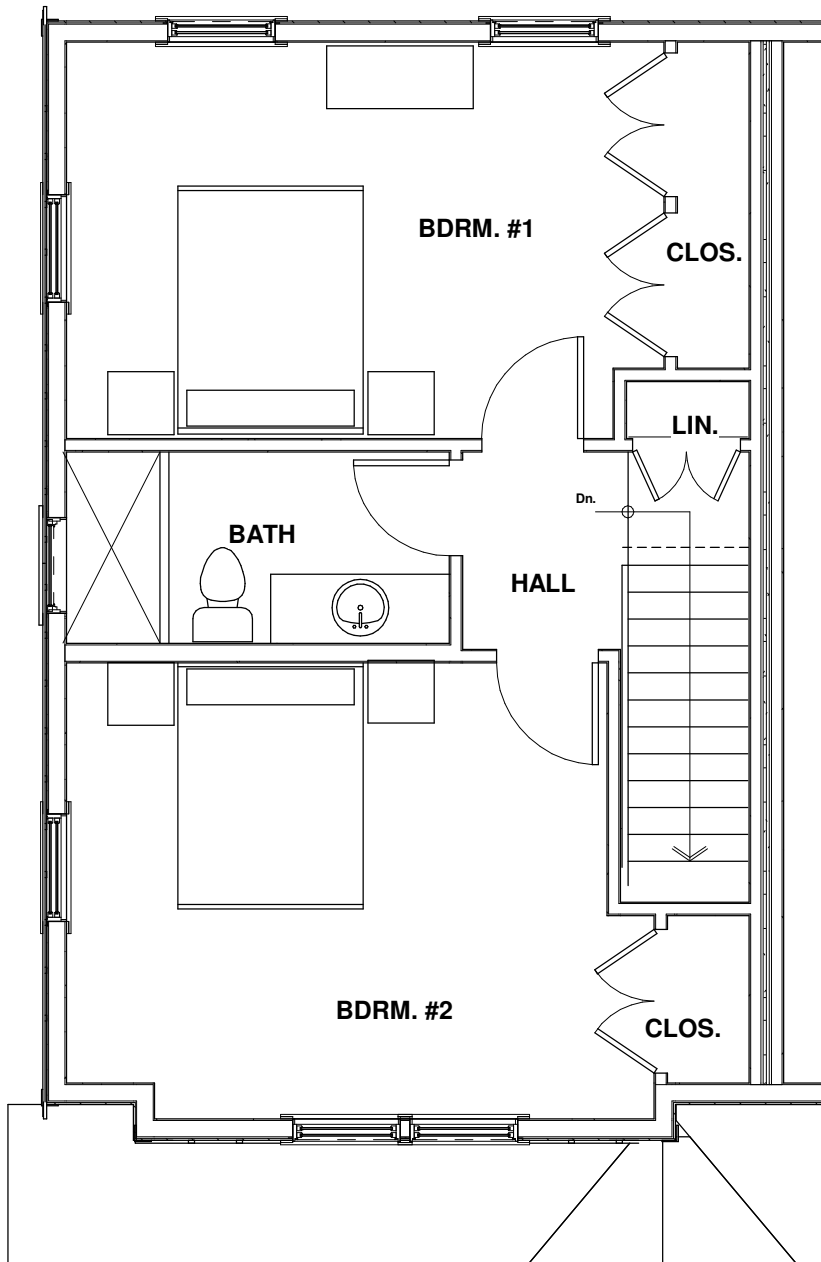 BDRM. #1
CLOS.
LIN.
Dn.
BATH
HALL
BDRM. #2
CLOS.